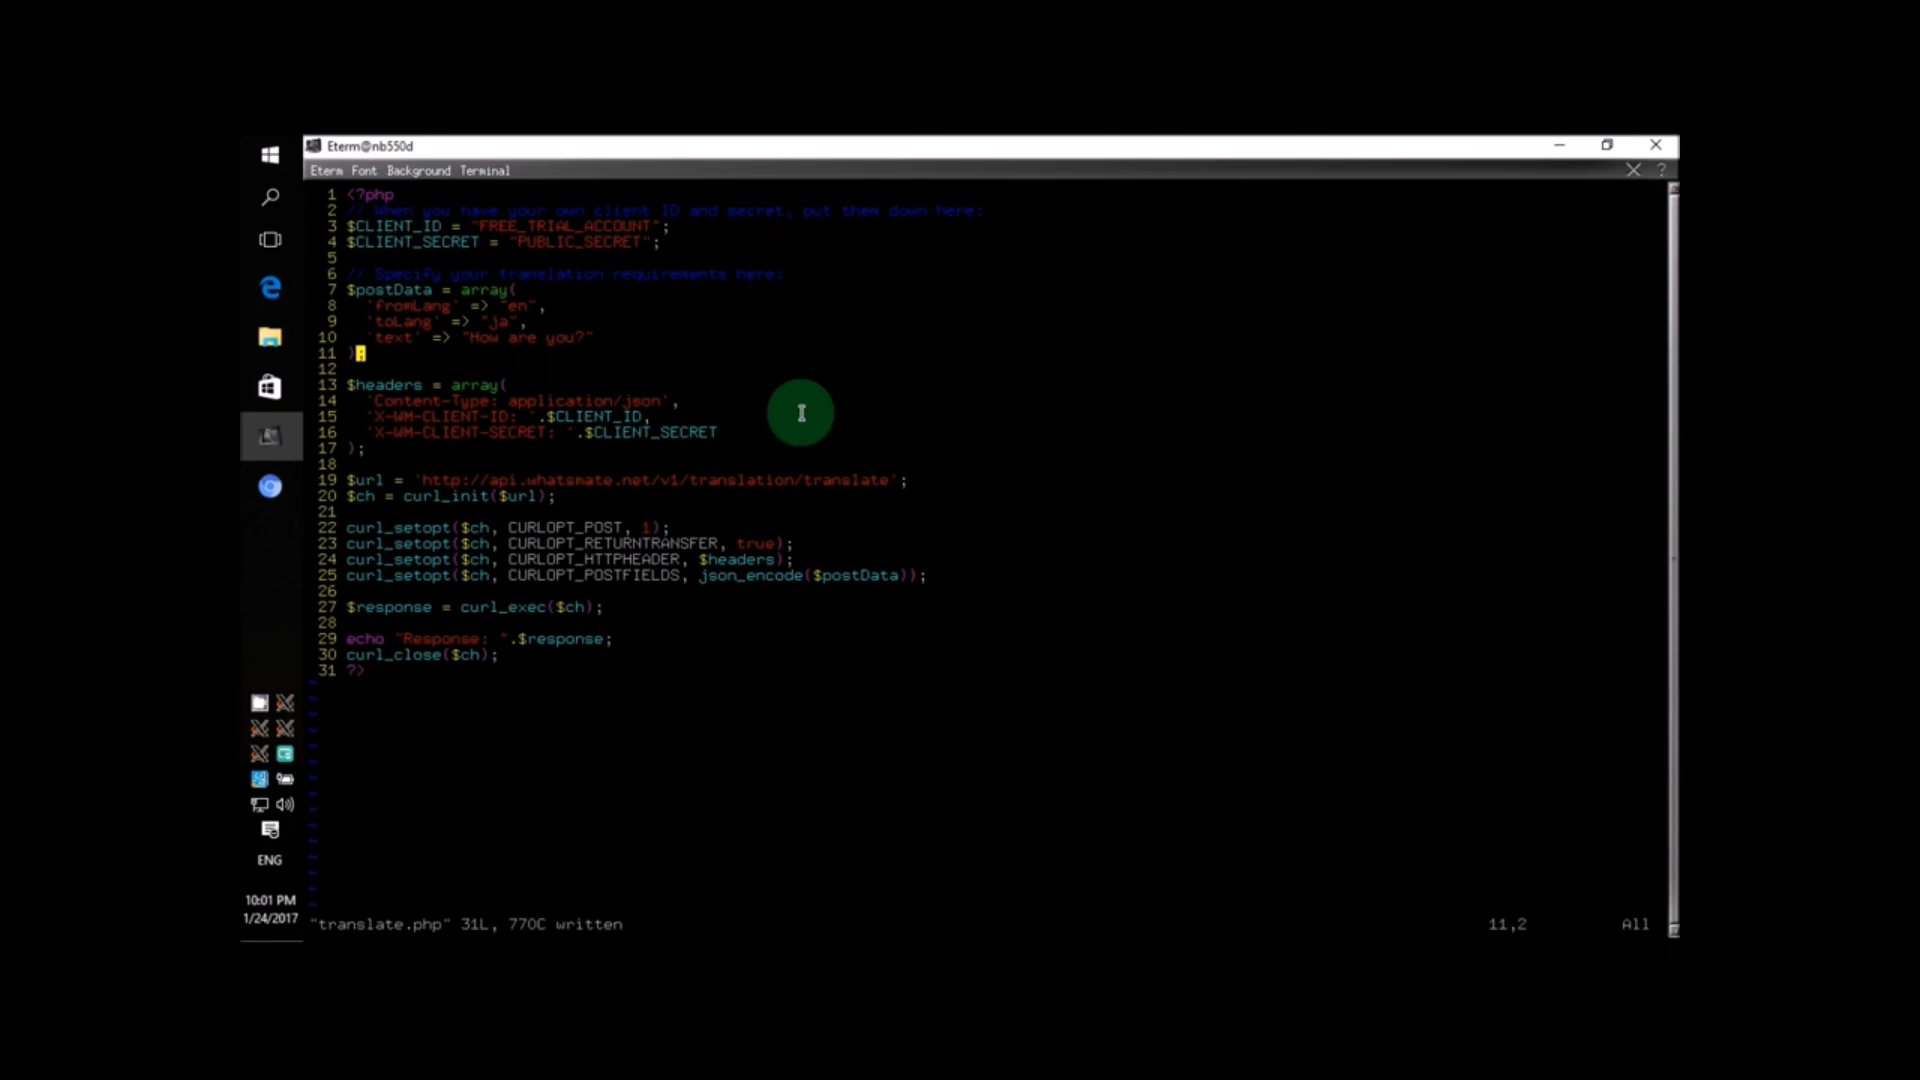 Eterm@nb550d
Eterm Font Background Terminal
1 <?php
2 // When you have your own client ID and secret, put them down here:
3 $CLIENT_ID = "FREE_TRIAL_ACCOUNT";
4 $CLIENT_SECRET = "PUBLIC_SECRET";
5
6 // Specify your translation requirements here:
7 $postData = array(
8 'fromLang' => "en",
9 'toLang' => "ja",
10 'text' => "How are you?"
11 );
12
13 $headers = array(
14 'Content-Type: application/json',
15 'X-WM-CLIENT-ID: '.$CLIENT_ID,
16 'X-WM-CLIENT-SECRET: '.$CLIENT_SECRET
17 );
18
19 $url = 'http://api.whatsmate.net/v1/translation/translate';
20 $ch = curl_init($url);
21
22 curl_setopt($ch, CURLOPT_POST, 1);
23 curl_setopt($ch, CURLOPT_RETURNTRANSFER, true);
24 curl_setopt($ch, CURLOPT_HTTPHEADER, $headers);
25 curl_setopt($ch, CURLOPT_POSTFIELDS, json_encode($postData));
26
27 $response = curl_exec($ch);
28
29 echo "Response: ".$response;
30 curl_close($ch);
31 ?>
ENG
10:01 PM
1/24/2017
"translate.php" 31L, 770C written 11,2 All